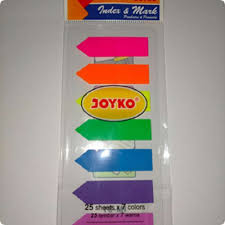 Index & Mark
JOYKO
25 sheets x 7 colors
25 lembar x 7 warna